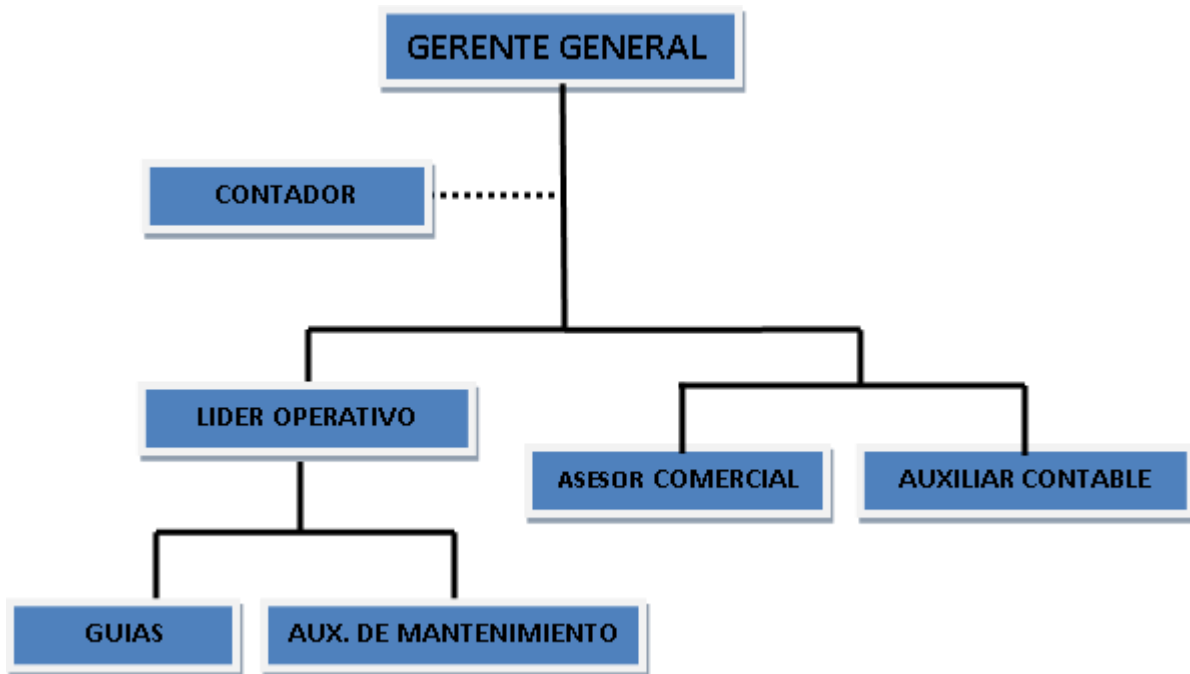 GERENTE GENERAL
CONTADOR
LIDER OPERATIVO
ASESOR COMERCIAL
AUXILIAR CONTABLE
GUIAS
AUX. DE MANTENIMIENTO